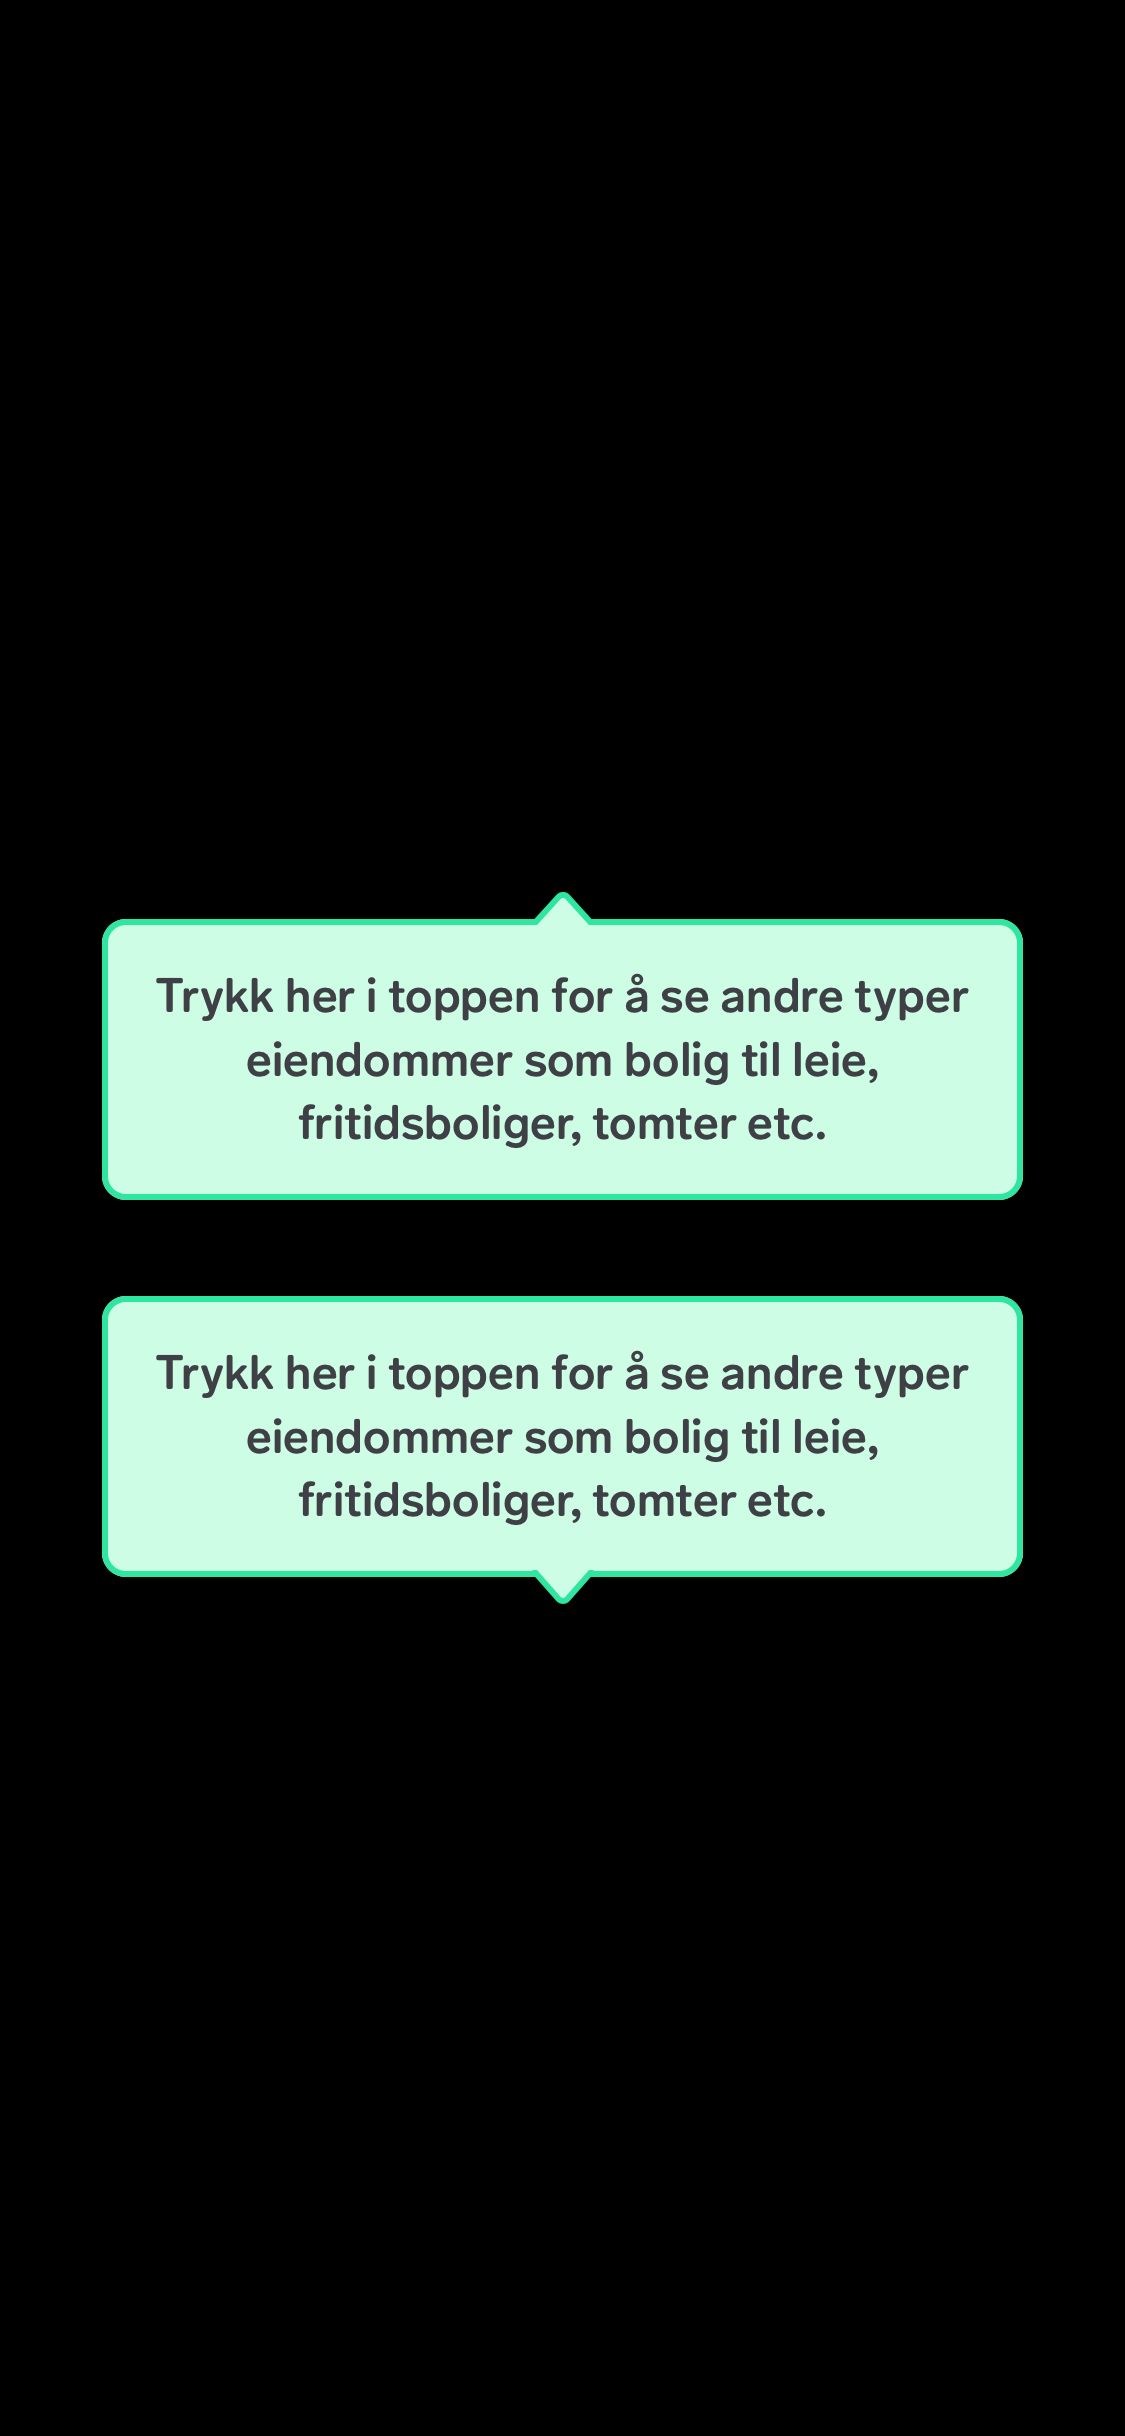 Trykk her i toppen for å se andre typer
eiendommer som bolig til leie,
fritidsboliger, tomter etc.
Trykk her i toppen for å se andre typer
eiendommer som bolig til leie,
fritidsboliger, tomter etc.